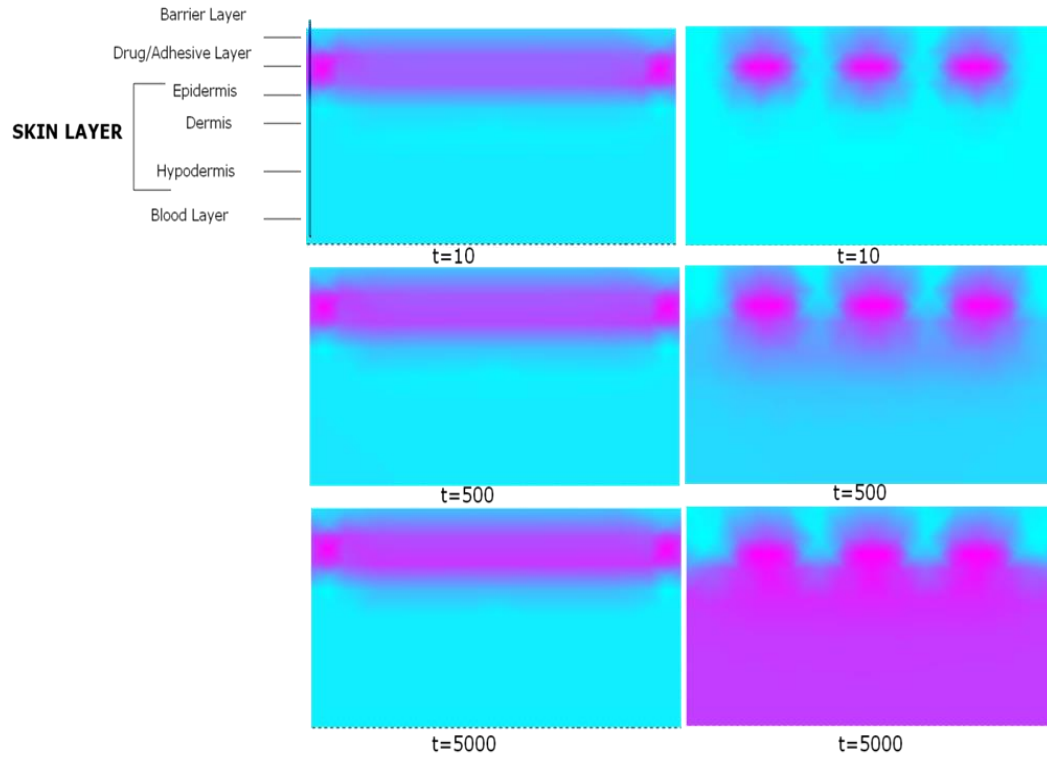 Barrier Layer
Drug/Adhesive Layer
Epidermis
SKIN LAYER
Dermis
Hypodermis
Blood Layer
t=10
t=10
t=500
t=500
t=5000
t=5000